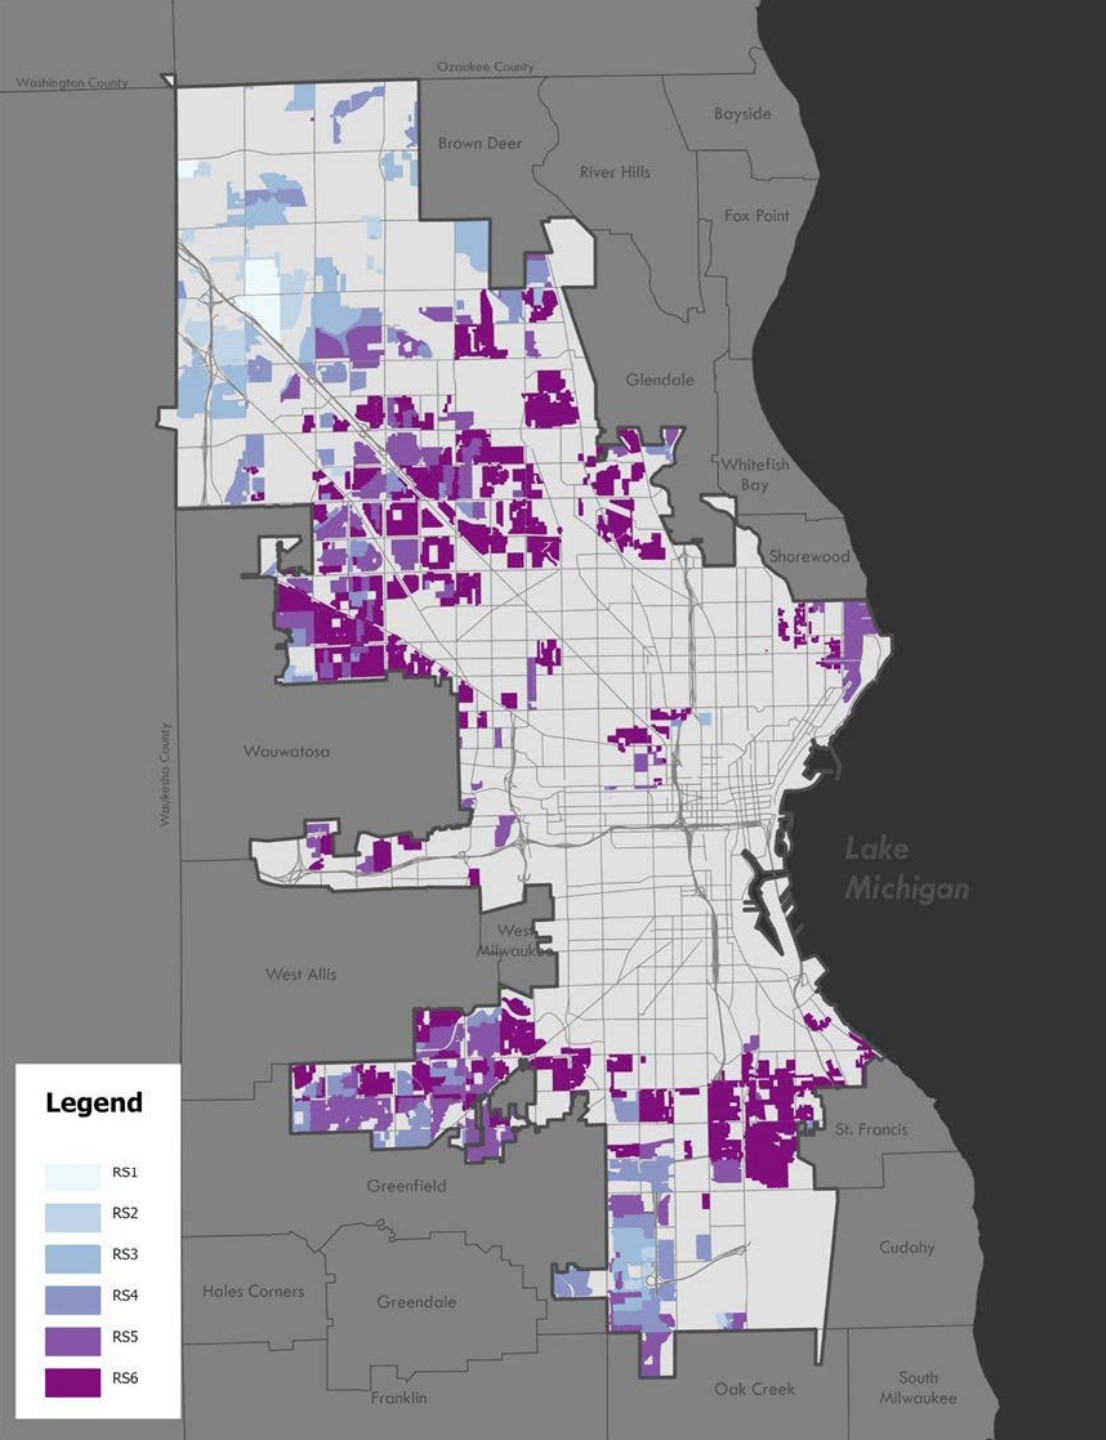 Ozaukee County
Washington County
Bayside
Brown Deer
River Hills
Fox Point
Glendale
Whitefish
Bay
Shorewood
Waukesha County
Wauwatosa
Lake
Michigan
West
Milwaukee
West Allis
St. Francis
Greenfield
Cudahy
Hales Corners
Greendale
Franklin
Oak Creek
South
Milwaukee
Legend
RS1
RS2
RS3
RS4
RS5
RS6